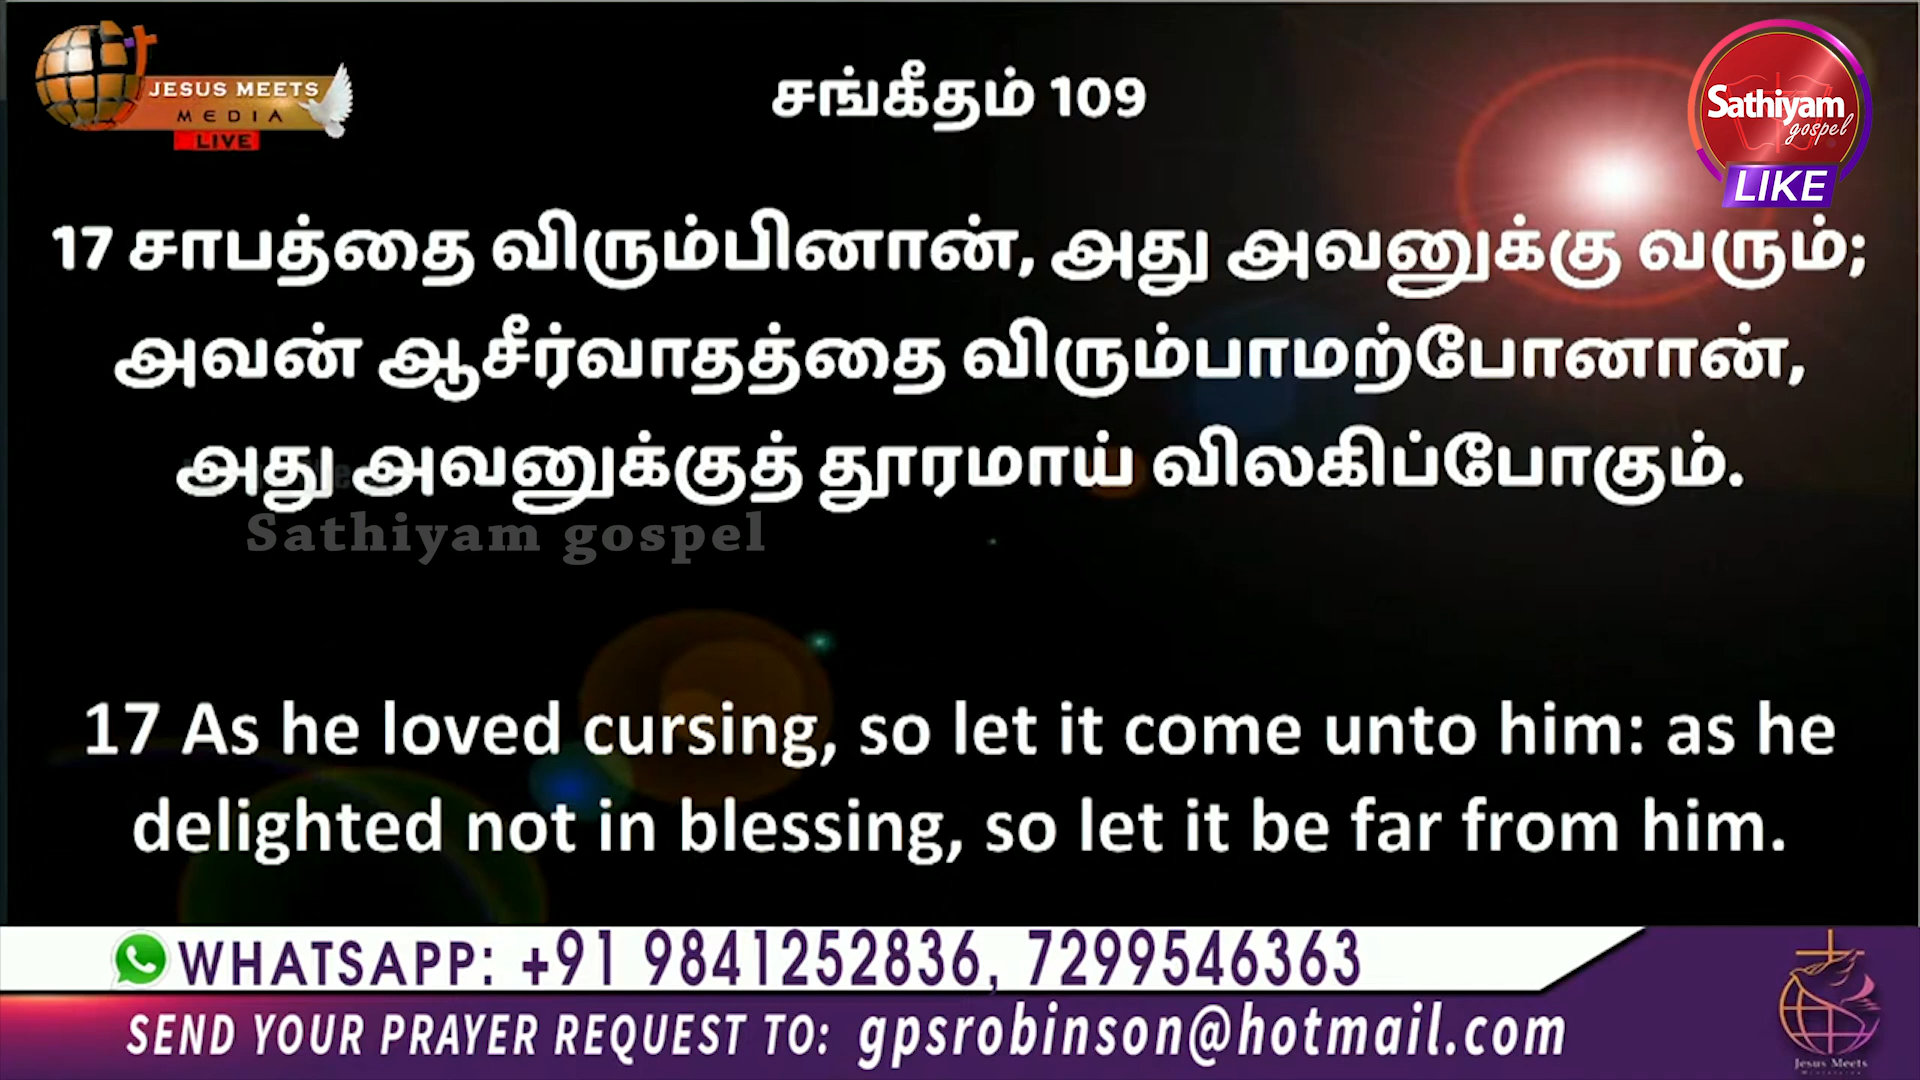 JESUS MEETS
MEDIA
LIVE
சங்கீதம் 109
Sathiyam
gospel
LIKE
17 சாபத்தை விரும்பினான், அது அவனுக்கு வரும்;
அவன் ஆசீர்வாதத்தை விரும்பாமற்போனான்,
அது அவனுக்குத் தூரமாய் விலகிப்போகும்.
Sathiyam gospel
17 As he loved cursing, so let it come unto him: as he
delighted not in blessing, so let it be far from him.
WHATSAPP: +91 9841252836, 7299546363
SEND YOUR PRAYER REQUEST TO: gpsrobinson@hotmail.com
Jesus Meets